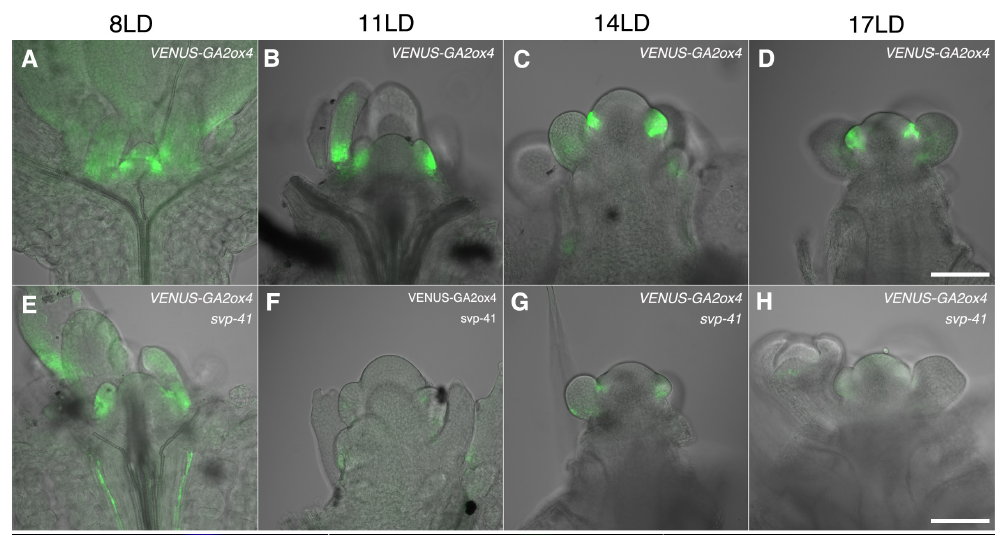 8LD
11LD
14LD
17LD
A
VENUS-GA2ox4
B
VENUS-GA2ox4
C
VENUS-GA2ox4
D
VENUS-GA2ox4
E
VENUS-GA2ox4
svp-41
F
VENUS-GA2ox4
svp-41
G
VENUS-GA2ox4
svp-41
H
VENUS-GA2ox4
svp-41